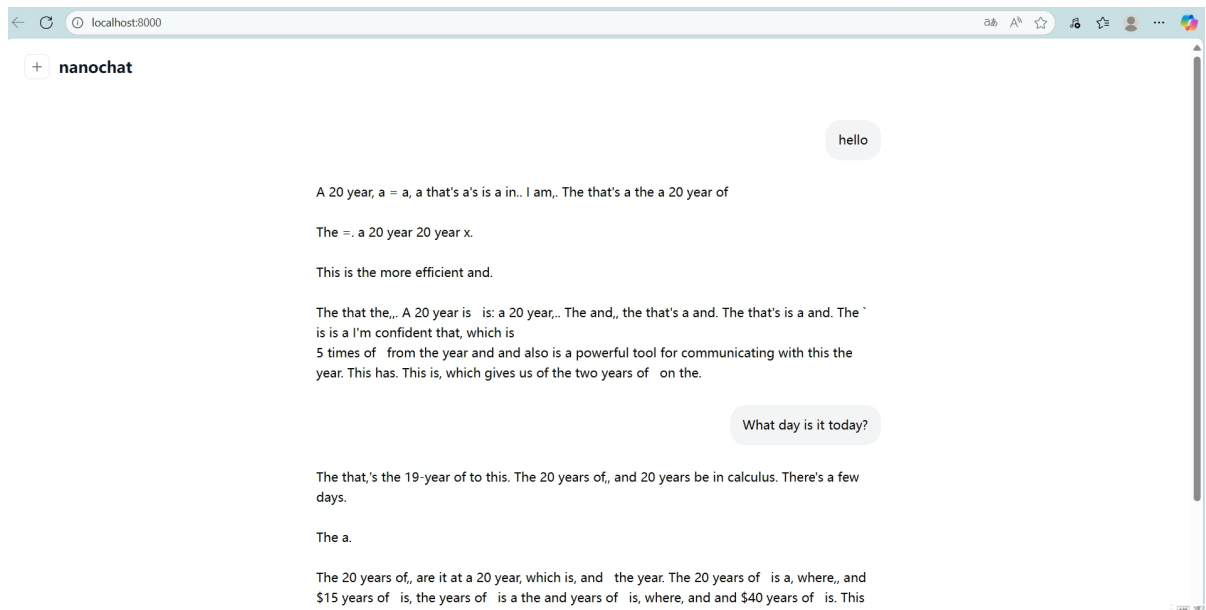 localhost:8000
nanochat
hello
A 20 year, a = a, a that's a's is a in.. I am,. The that's a the a 20 year of
The =. a 20 year 20 year x.
This is the more efficient and.
The that the,,. A 20 year is   is: a 20 year,.. The and,, the that's a and. The that's is a and. The `
is is a I'm confident that, which is
5 times of   from the year and and also is a powerful tool for communicating with this the
year. This has. This is, which gives us of the two years of   on the.
What day is it today?
The that,'s the 19-year of to this. The 20 years of,, and 20 years be in calculus. There's a few
days.
The a.
The 20 years of,, are it at a 20 year, which is, and   the year. The 20 years of   is a, where,, and
$15 years of   is, the years of   is a the and years of   is, where, and and $40 years of   is. This